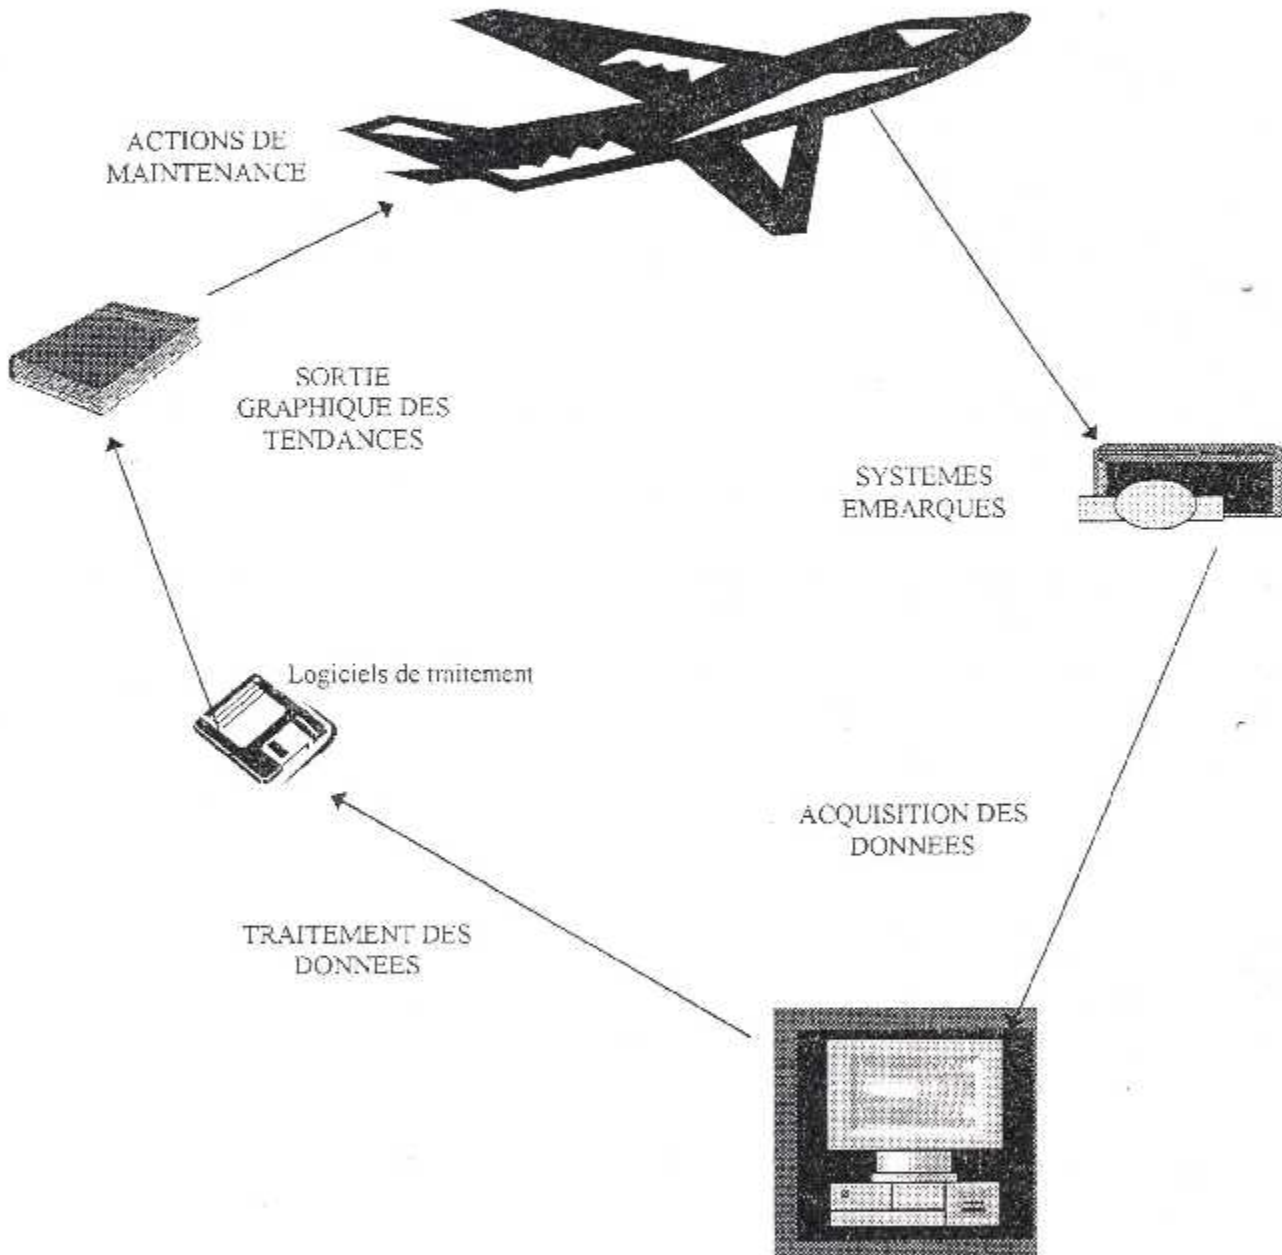 ACTIONS DE
MAINTENANCE
SORTIE
GRAPHIQUE DES
TENDANCES
SYSTEMES
EMBARQUES
Logiciels de traitement
ACQUISITION DES
DONNEES
TRAITEMENT DES
DONNEES